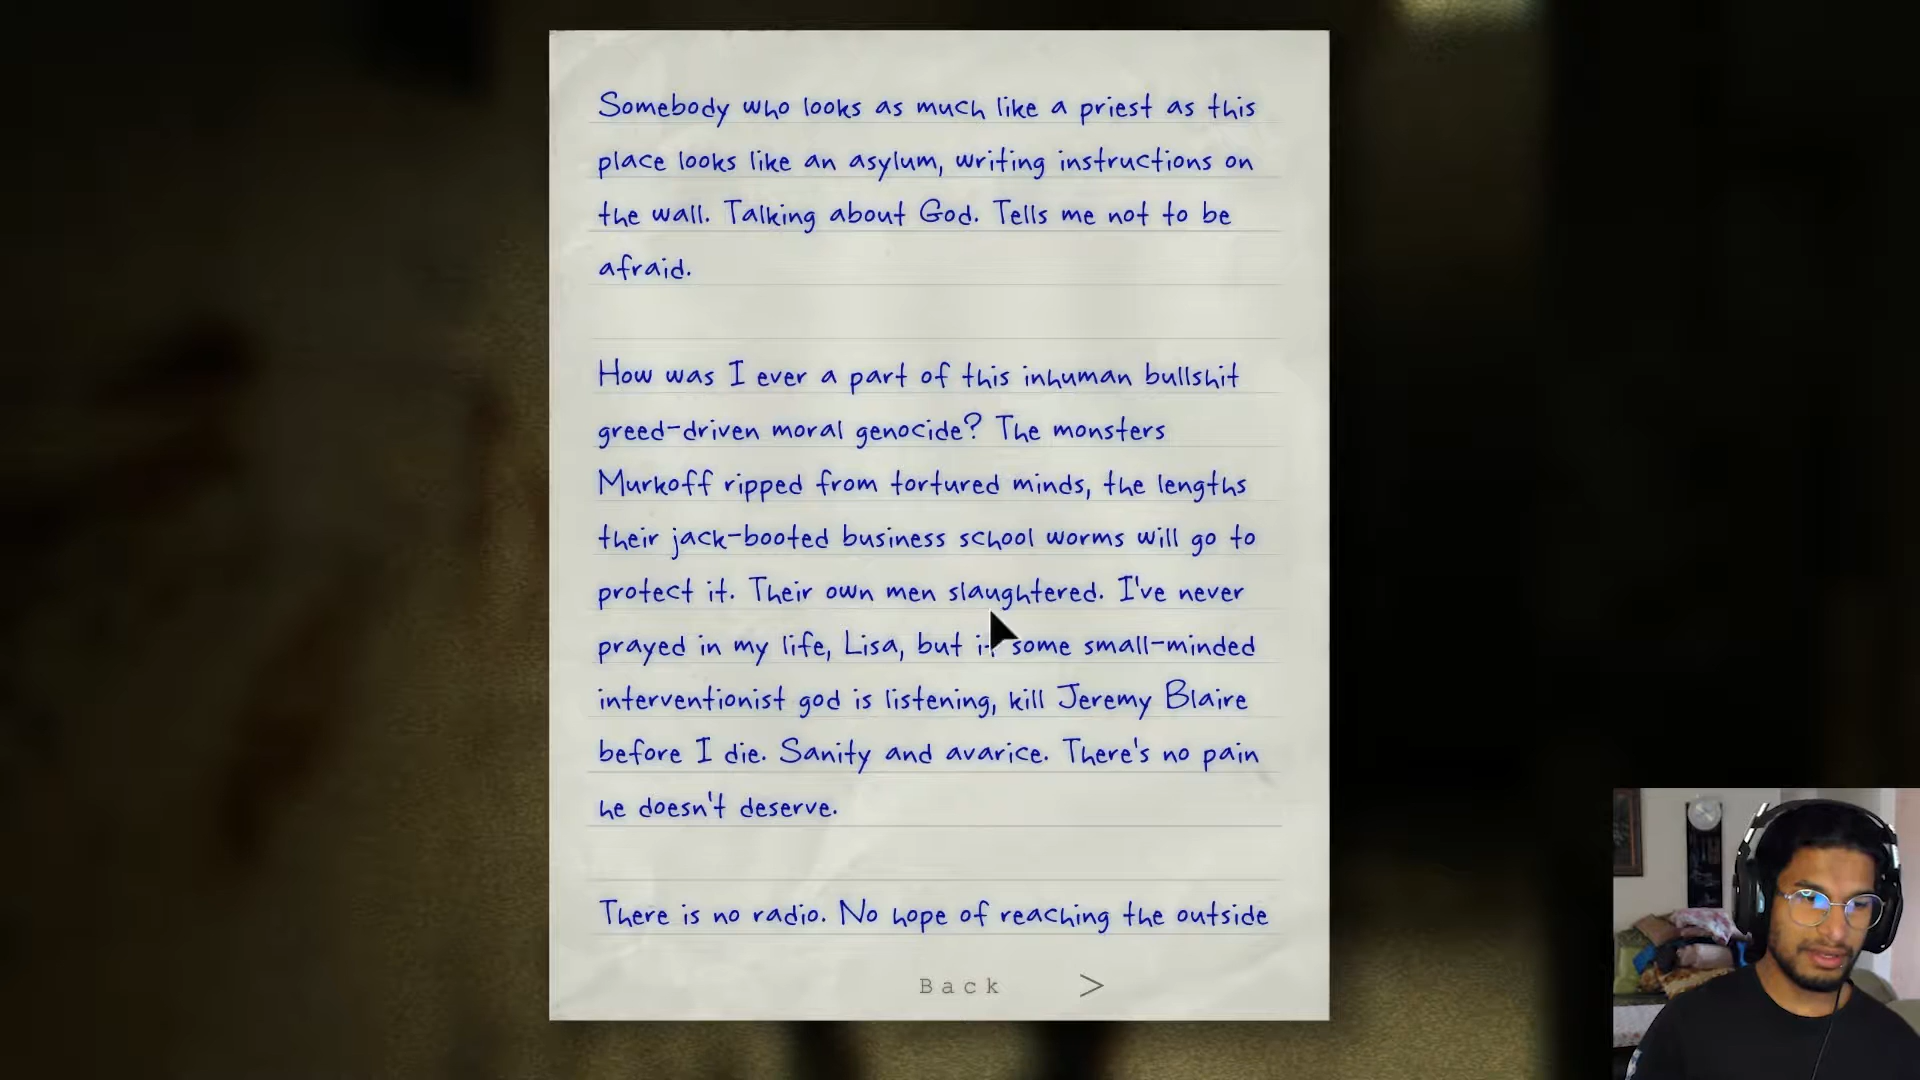 Somebody who looks as much like a priest as this
place looks like an asylum, writing instructions on
the wall. Talking about God. Tells me not to be
afraid.
How was I ever a part of this inhuman bullshit
greed-driven moral genocide? The monsters
Murkoff ripped from tortured minds, the lengths
their jack-booted business school worms will go to
protect it. Their own men slaughtered. I've never
prayed in my life, Lisa, but if some small-minded
interventionist god is listening, kill Jeremy Blaire
before I die. Sanity and avarice. There's no pain
he doesn't deserve.
There is no radio. No hope of reaching the outside
Back >